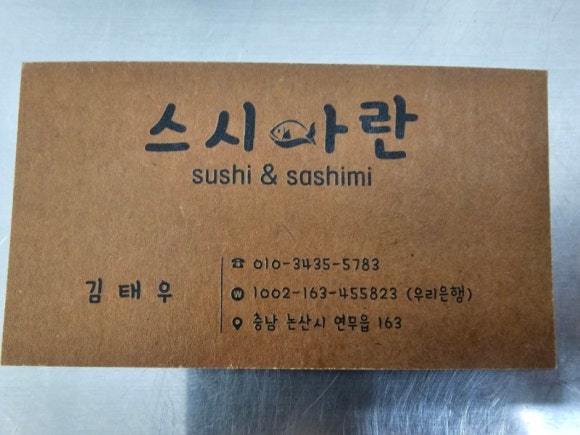 스시아란
sushi & sashimi
김태우
010-3435-5783
1002-163-455823 (우리은행)
충남 논산시 연무읍 163